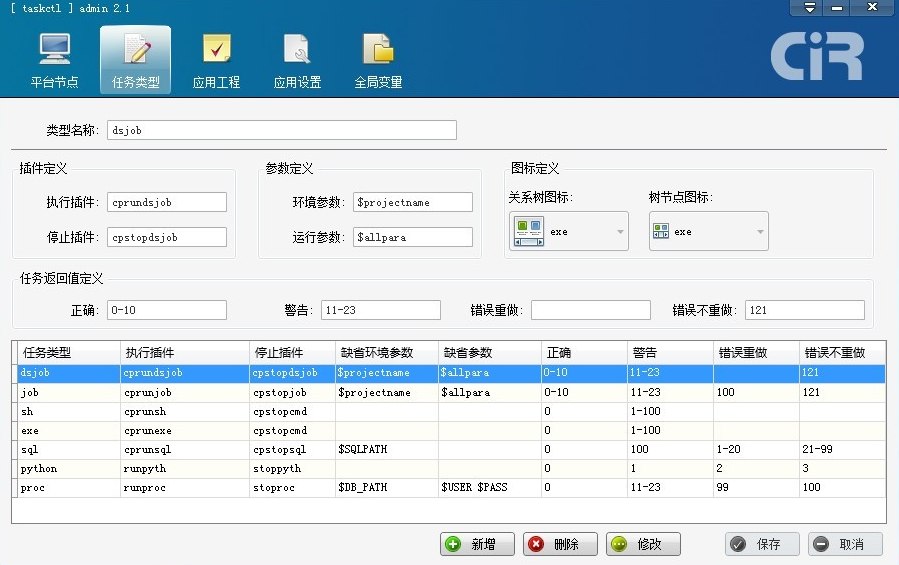 [ taskctl ] admin 2.1
平台节点 任务类型 应用工程 应用设置 全局变量
CiR
类型名称: dsjob
插件定义 参数定义 图标定义
关系树图标: 树节点图标:
执行插件: cprundsjob 环境参数: $projectname
exe exe
停止插件: cpstopdsjob 运行参数: $allpara
任务返回值定义
正确: 0-10 警告: 11-23 错误重做: 错误不重做: 121
任务类型 执行插件 停止插件 缺省环境参数 缺省参数 正确 警告 错误重做 错误不重做
dsjob cprundsjob cpstopdsjob $projectname $allpara 0-10 11-23 121
job cprunjob cpstopjob $projectname $allpara 0-10 11-23 100 121
sh cprunsh cpstopcmd 0 1-100
exe cprunexe cpstopcmd 0 1-100
sql cprunsql cpstopsql $SQLPATH 0 100 1-20 21-99
python runpyth stoppyth 0 1 2 3
proc runproc stoproc $DB_PATH $USER $PASS 0 11-23 99 100
新增 删除 修改 保存 取消